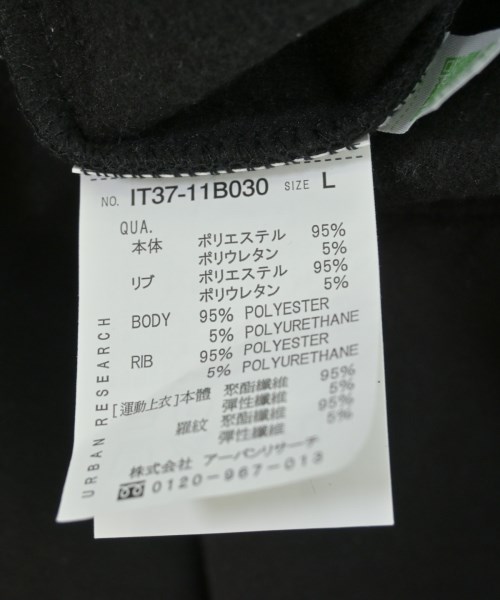 NO. IT37-11B030 SIZE L
QUA.
本体 ポリエステル 95%
ポリウレタン 5%
リブ ポリエステル 95%
ポリウレタン 5%
BODY 95% POLYESTER
5% POLYURETHANE
RIB 95% POLYESTER
5% POLYURETHANE
[運動上衣]本體 聚酯纖維 95%
彈性纖維 5%
羅紋 聚酯纖維 95%
彈性纖維 5%
株式会社 アーバンリサーチ
0120-967-013
URBAN RESEARCH